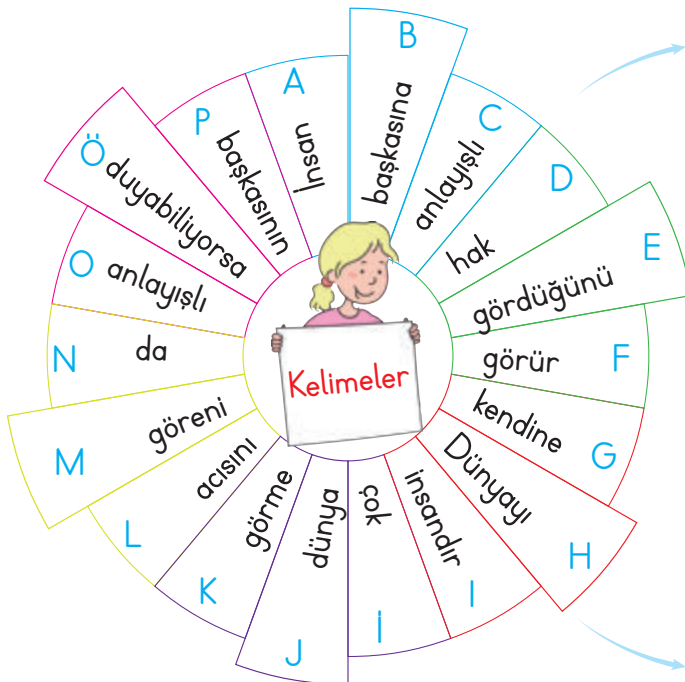 A
İnsan
B
başkasına
C
anlayışlı
D
hak
E
gördüğünü
F
görür
G
kendine
H
Dünyayı
I
insandır
İ
çok
J
dünya
K
görme
L
acısını
M
göreni
N
da
O
anlayışlı
Ö
duyabiliyorsa
P
başkasının
Kelimeler